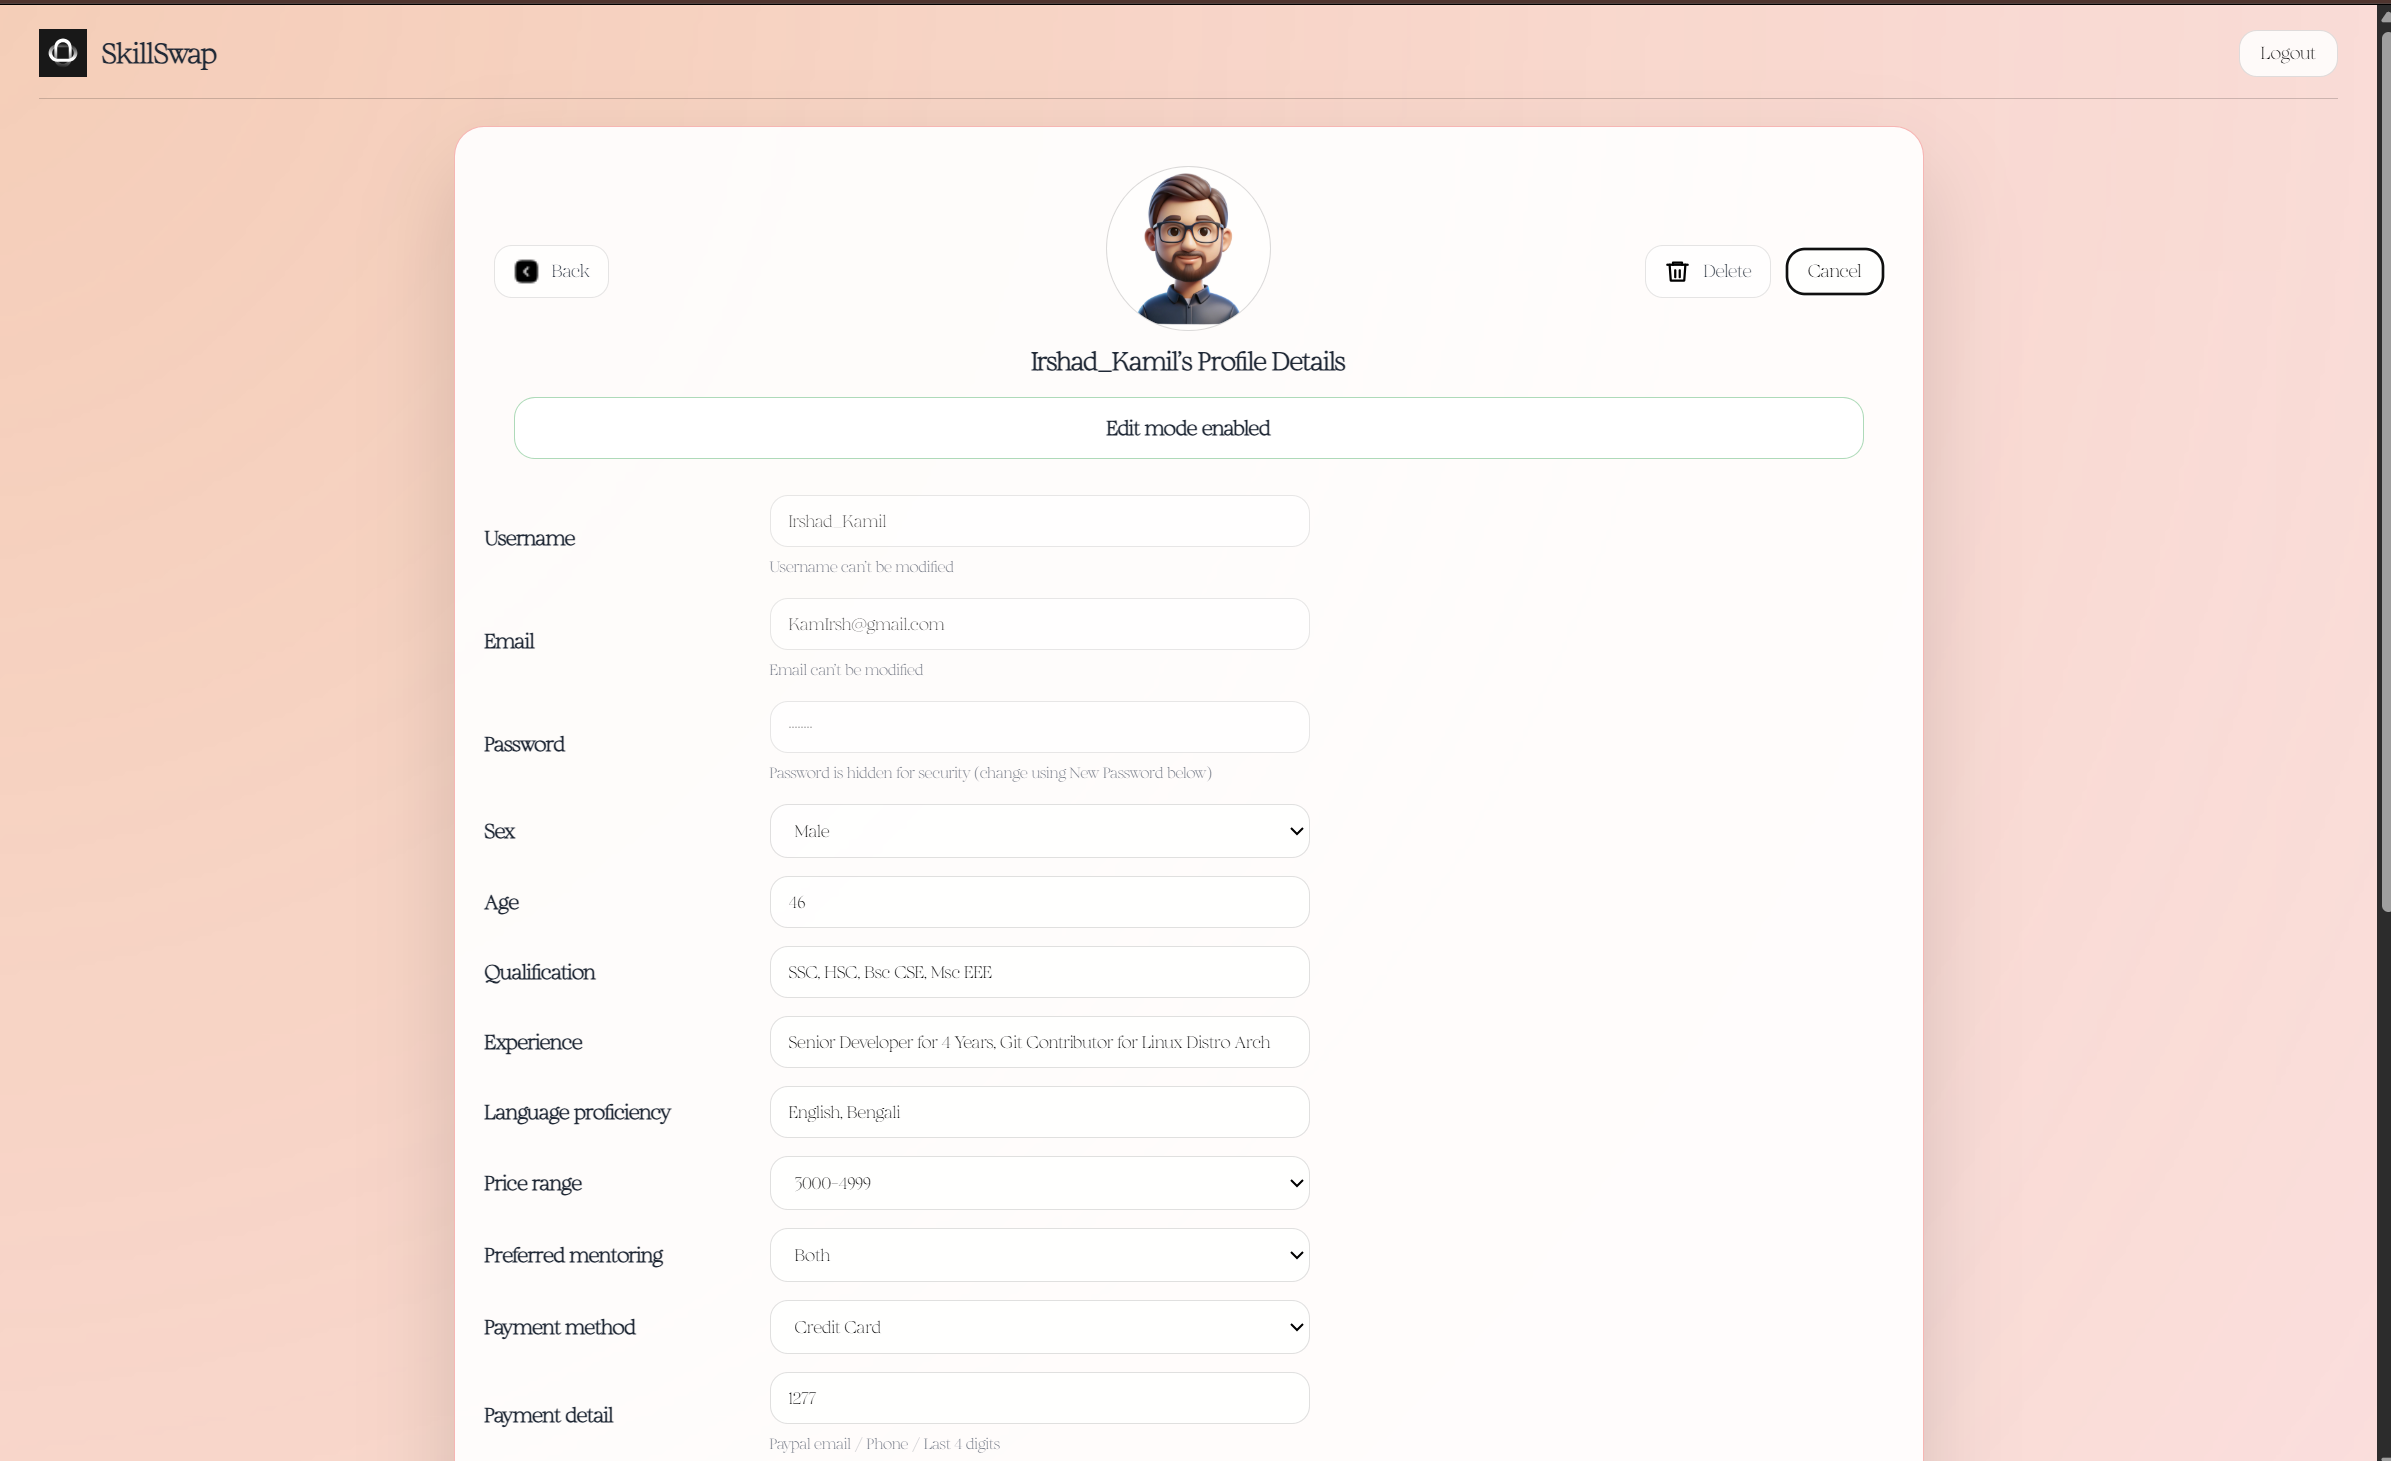 SkillSwap
Logout
Back
Delete
Cancel
Irshad_Kamil's Profile Details
Edit mode enabled
Username
Irshad_Kamil
Username can't be modified
Email
KamIrsh@gmail.com
Email can't be modified
Password
........
Password is hidden for security (change using New Password below)
Sex
Male
Age
46
Qualification
SSC, HSC, Bsc CSE, Msc EEE
Experience
Senior Developer for 4 Years, Git Contributor for Linux Distro Arch
Language proficiency
English, Bengali
Price range
3000-4999
Preferred mentoring
Both
Payment method
Credit Card
Payment detail
1277
Paypal email / Phone / Last 4 digits